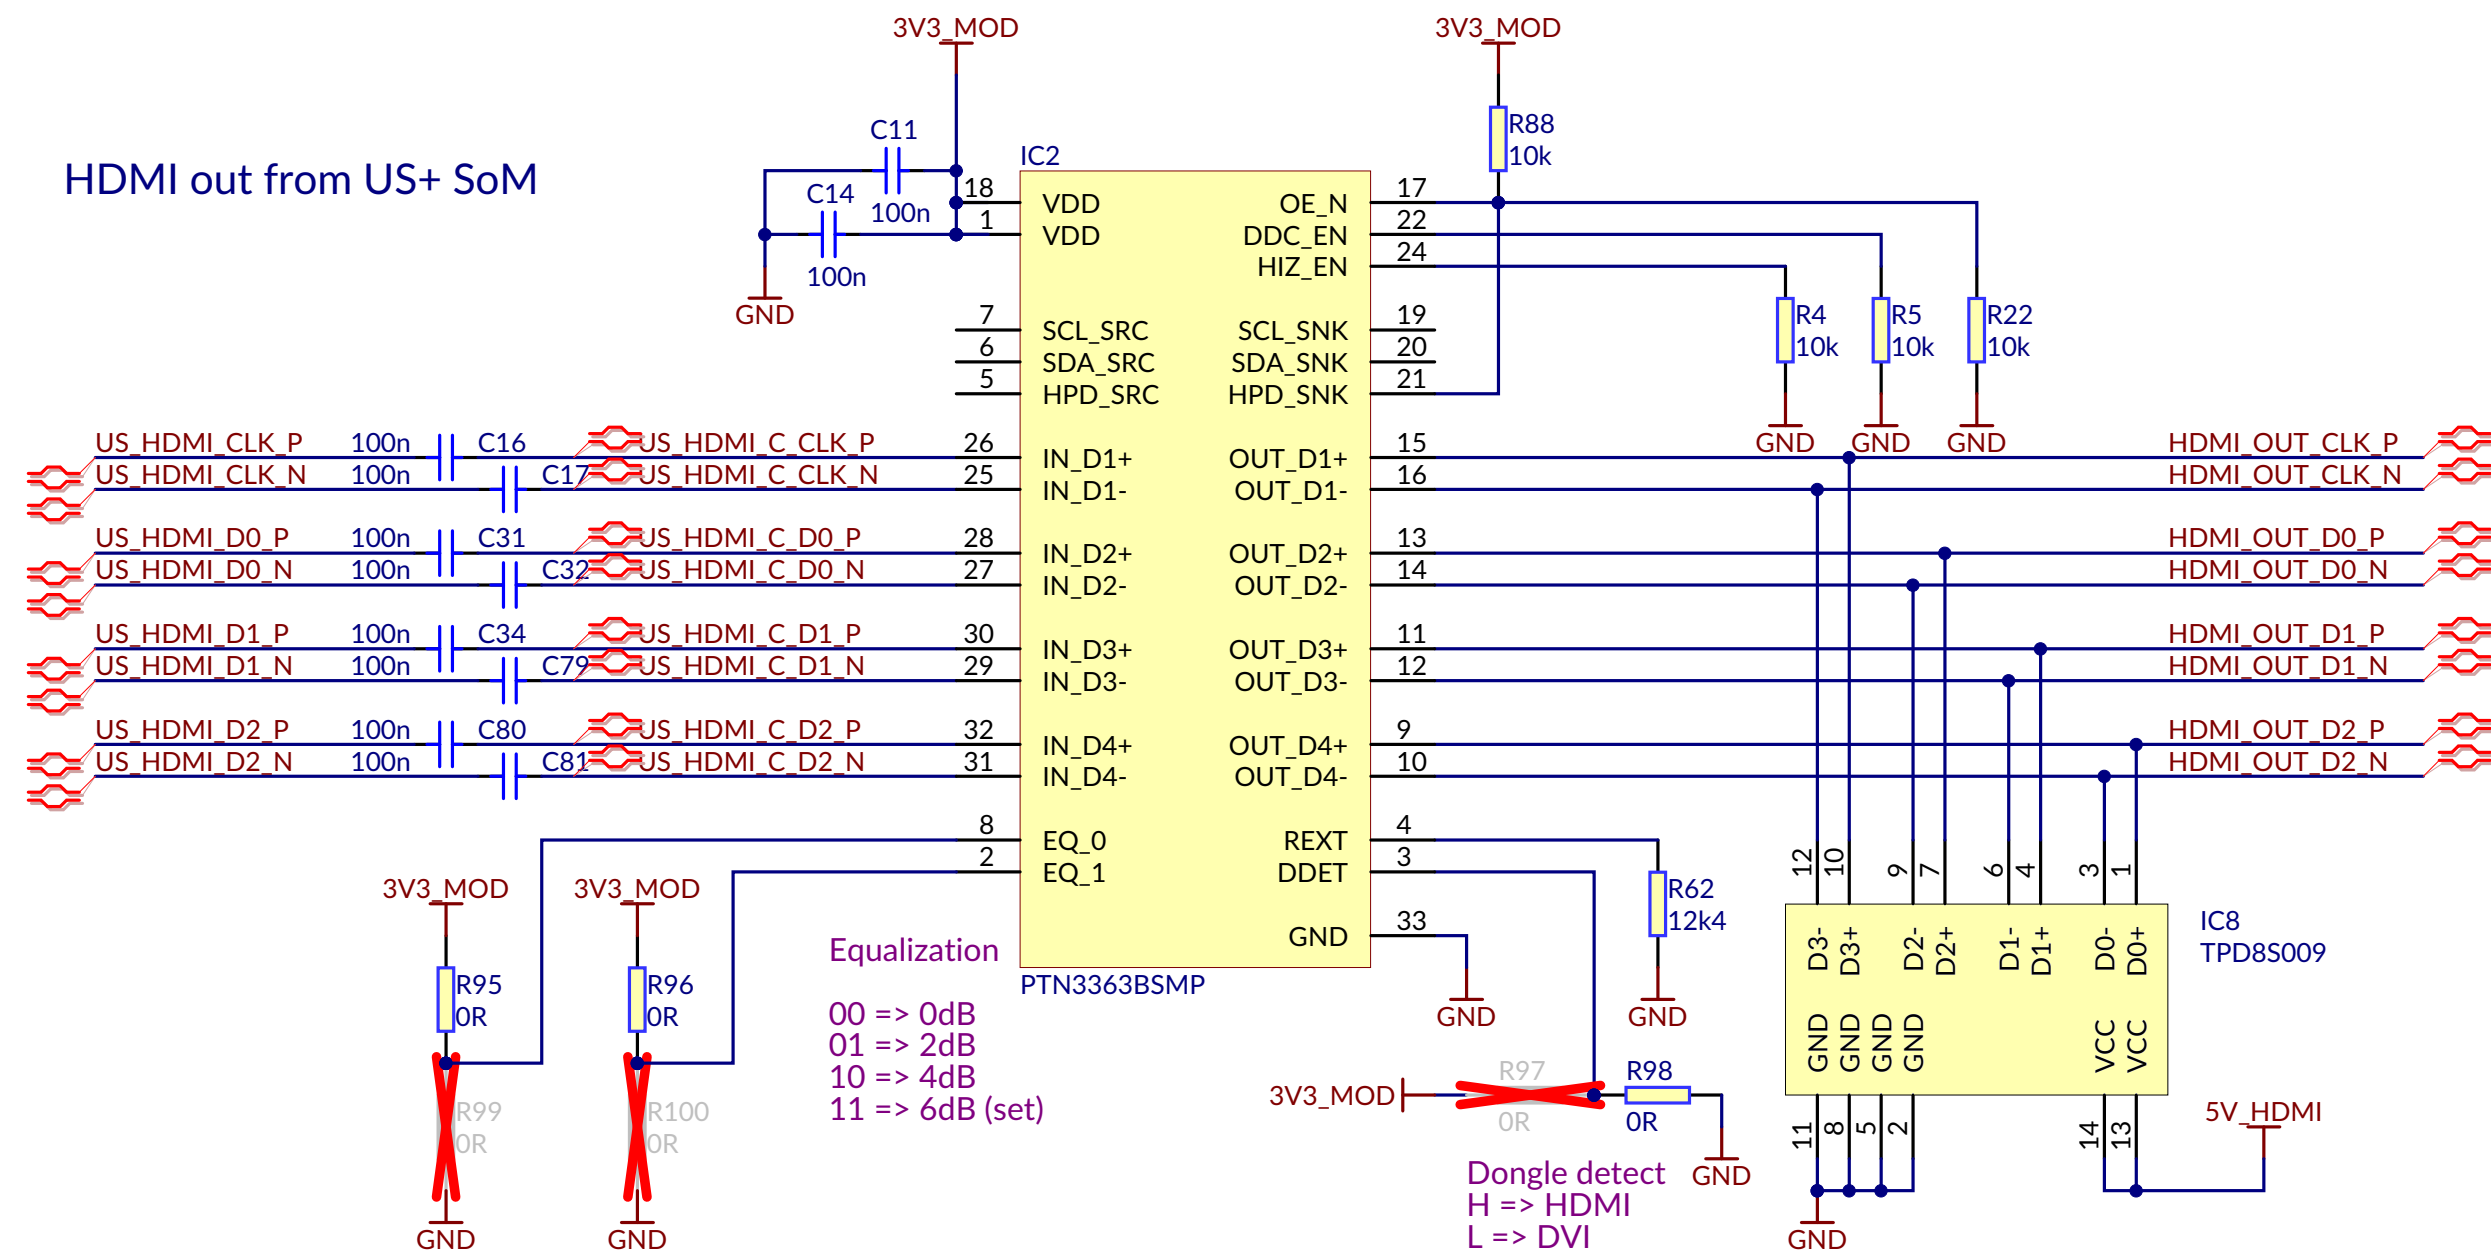 3V3_MOD
3V3_MOD
HDMI out from US+ SoM
C11
100n
C14
100n
GND
R88
10k
IC2
18 VDD OE_N 17
1 VDD DDC_EN 22
HIZ_EN 24
7 SCL_SRC SCL_SNK 19
6 SDA_SRC SDA_SNK 20
5 HPD_SRC HPD_SNK 21
R4
10k
R5
10k
R22
10k
GND GND GND
US_HDMI_CLK_P 100n C16 US_HDMI_C_CLK_P 26 IN_D1+ OUT_D1+ 15 HDMI_OUT_CLK_P
US_HDMI_CLK_N 100n C17 US_HDMI_C_CLK_N 25 IN_D1- OUT_D1- 16 HDMI_OUT_CLK_N
US_HDMI_D0_P 100n C31 US_HDMI_C_D0_P 28 IN_D2+ OUT_D2+ 13 HDMI_OUT_D0_P
US_HDMI_D0_N 100n C32 US_HDMI_C_D0_N 27 IN_D2- OUT_D2- 14 HDMI_OUT_D0_N
US_HDMI_D1_P 100n C34 US_HDMI_C_D1_P 30 IN_D3+ OUT_D3+ 11 HDMI_OUT_D1_P
US_HDMI_D1_N 100n C79 US_HDMI_C_D1_N 29 IN_D3- OUT_D3- 12 HDMI_OUT_D1_N
US_HDMI_D2_P 100n C80 US_HDMI_C_D2_P 32 IN_D4+ OUT_D4+ 9 HDMI_OUT_D2_P
US_HDMI_D2_N 100n C81 US_HDMI_C_D2_N 31 IN_D4- OUT_D4- 10 HDMI_OUT_D2_N
8 EQ_0 REXT 4
2 EQ_1 DDET 3
GND 33
PTN3363BSMP
3V3_MOD
R95
0R
R99
0R
GND
3V3_MOD
R96
0R
R100
0R
GND
Equalization
00 => 0dB
01 => 2dB
10 => 4dB
11 => 6dB (set)
GND
R62
12k4
GND
3V3_MOD
R97
0R
R98
0R
GND
Dongle detect
H => HDMI
L => DVI
12 10 9 7 6 4 3 1
D3- D3+ D2- D2+ D1- D1+ D0- D0+
IC8
TPD8S009
GND GND GND GND VCC VCC
11 8 5 2 14 13
5V_HDMI
GND